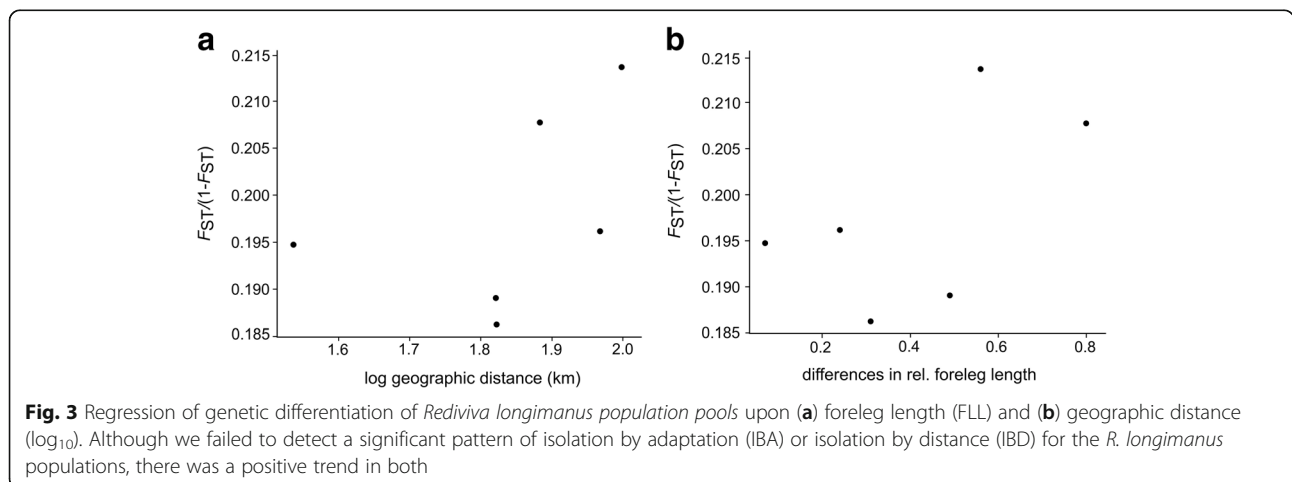 a
0.215
0.210
0.205
0.200
0.195
0.190
0.185
FST/(1-FST)
1.6 1.7 1.8 1.9 2.0
log geographic distance (km)
b
0.215
0.210
0.205
0.200
0.195
0.190
0.185
FST/(1-FST)
0.2 0.4 0.6 0.8
differences in rel. foreleg length
Fig. 3 Regression of genetic differentiation of Rediviva longimanus population pools upon (a) foreleg length (FLL) and (b) geographic distance
(log10). Although we failed to detect a significant pattern of isolation by adaptation (IBA) or isolation by distance (IBD) for the R. longimanus
populations, there was a positive trend in both